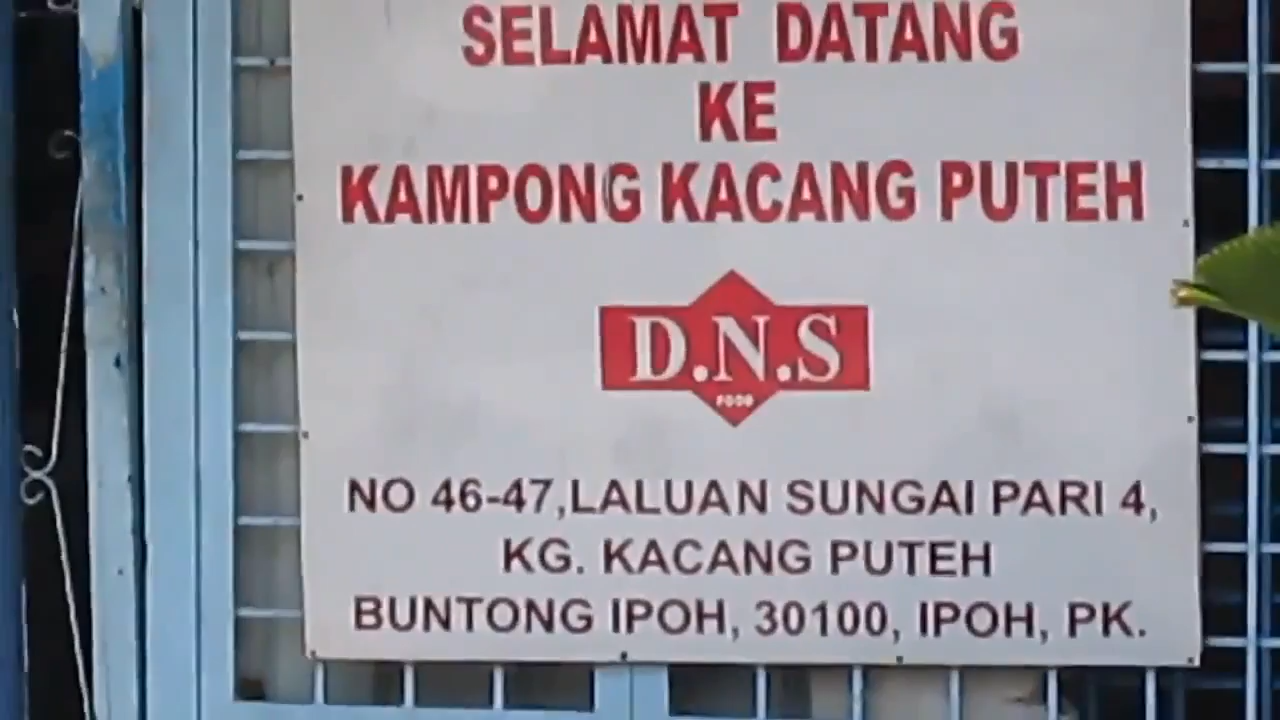 SELAMAT DATANG
KE
KAMPONG KACANG PUTEH
D.N.S
FOOD
NO 46-47,LALUAN SUNGAI PARI 4,
KG. KACANG PUTEH
BUNTONG IPOH, 30100, IPOH, PK.